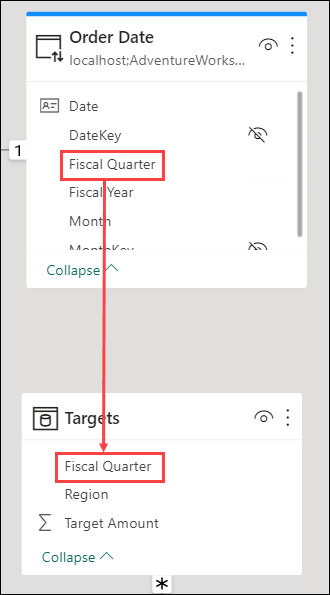 Order Date
localhost;AdventureWorks...
Date
DateKey
1
Fiscal Quarter
Fiscal Year
Month
MonthKey
Collapse
Targets
Fiscal Quarter
Region
Σ Target Amount
Collapse
*